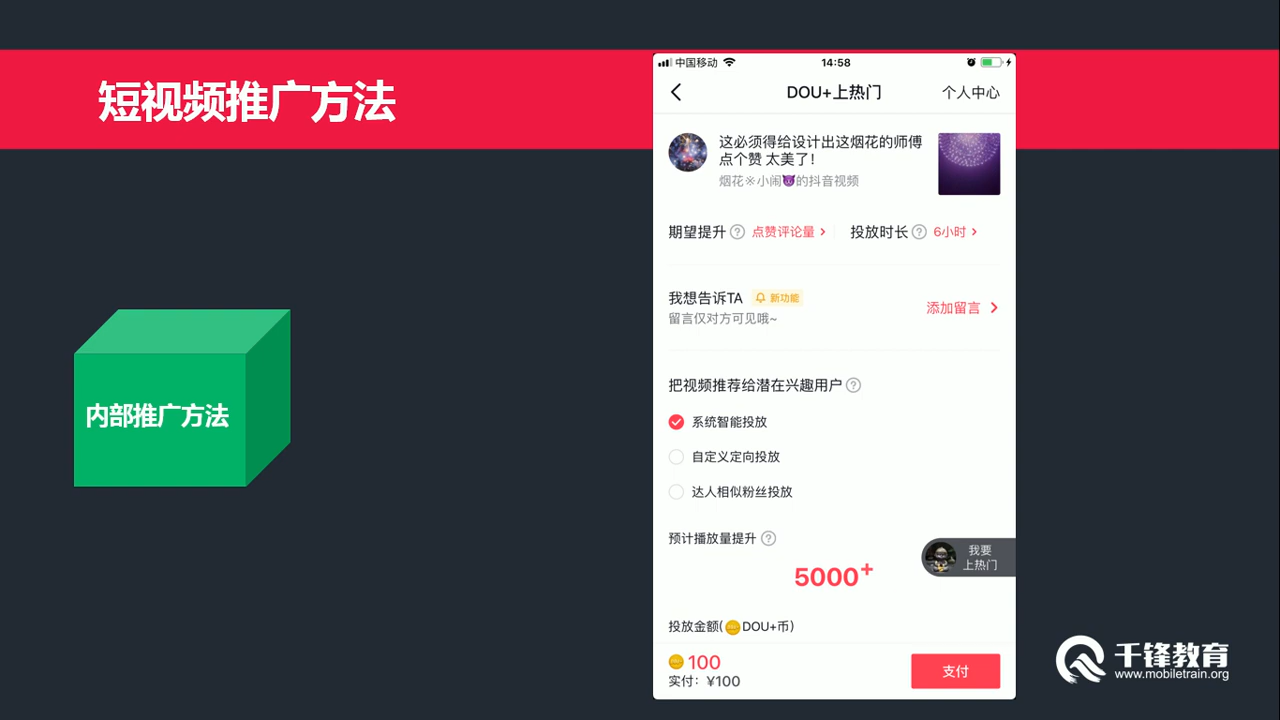 短视频推广方法
内部推广方法
中国移动
14:58
DOU+上热门
个人中心
这必须得给设计出这烟花的师傅
点个赞 太美了!
烟花※小闹😈的抖音视频
期望提升 ? 点赞评论量 >
投放时长 ? 6小时 >
我想告诉TA 新功能
留言仅对方可见哦~
添加留言 >
把视频推荐给潜在兴趣用户 ?
系统智能投放
自定义定向投放
达人相似粉丝投放
预计播放量提升 ?
5000+
我要
上热门
投放金额(DOU+币)
100
实付：¥100
支付
千锋教育
www.mobiletrain.org